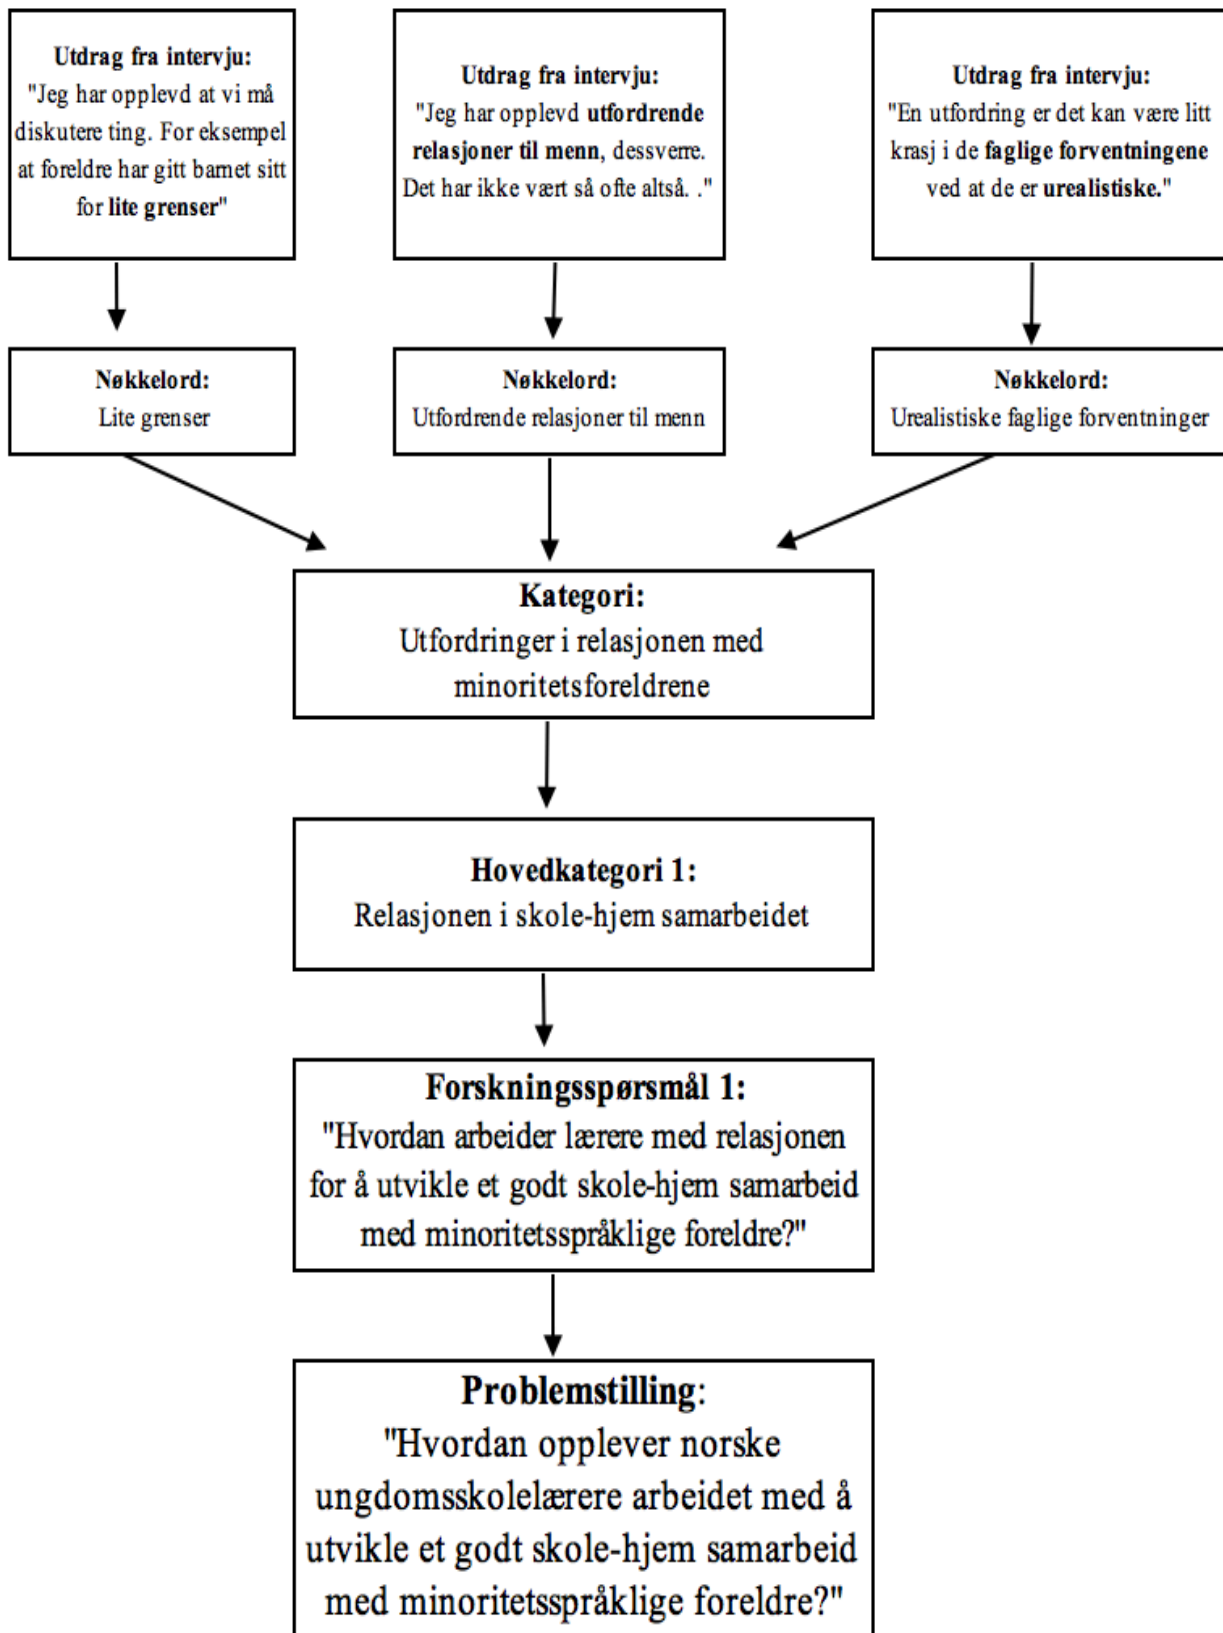 Utdrag fra intervju:
"Jeg har opplevd at vi må
diskutere ting. For eksempel
at foreldre har gitt barnet sitt
for lite grenser"
Utdrag fra intervju:
"Jeg har opplevd utfordrende
relasjoner til menn, dessverre.
Det har ikke vært så ofte altså. ."
Utdrag fra intervju:
"En utfordring er det kan være litt
krasj i de faglige forventningene
ved at de er urealistiske."
Nøkkelord:
Lite grenser
Nøkkelord:
Utfordrende relasjoner til menn
Nøkkelord:
Urealistiske faglige forventninger
Kategori:
Utfordringer i relasjonen med
minoritetsforeldrene
Hovedkategori 1:
Relasjonen i skole-hjem samarbeidet
Forskningsspørsmål 1:
"Hvordan arbeider lærere med relasjonen
for å utvikle et godt skole-hjem samarbeid
med minoritetsspråklige foreldre?"
Problemstilling:
"Hvordan opplever norske
ungdomsskolelærere arbeidet med å
utvikle et godt skole-hjem samarbeid
med minoritetsspråklige foreldre?"